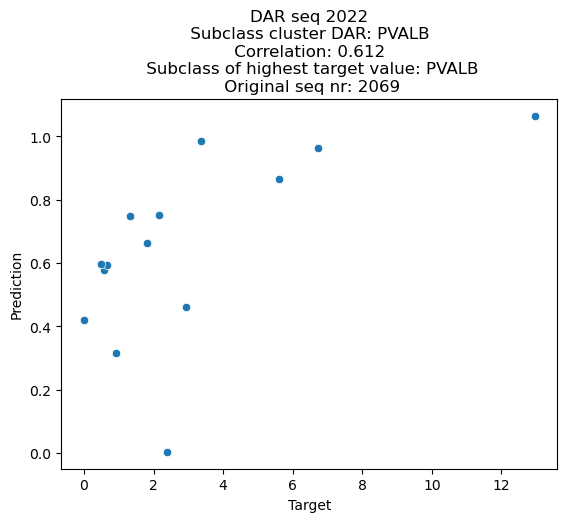 DAR seq 2022
Subclass cluster DAR: PVALB
Correlation: 0.612
Subclass of highest target value: PVALB
Original seq nr: 2069
1.0
0.8
0.6
0.4
0.2
0.0
Prediction
0 2 4 6 8 10 12
Target